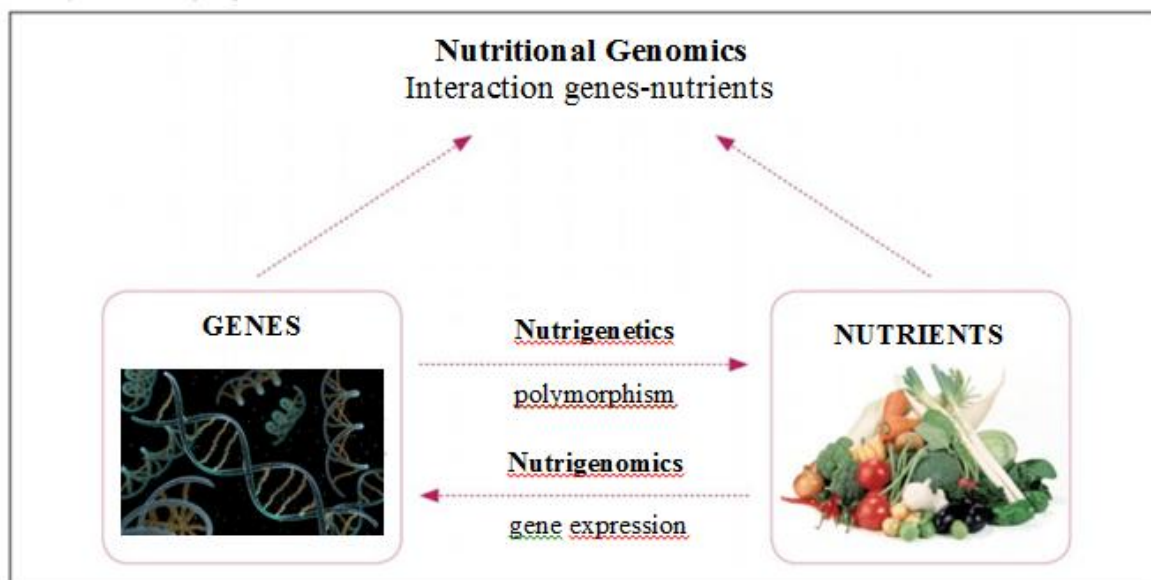 Nutritional Genomics
Interaction genes-nutrients
GENES
Nutrigenetics
polymorphism
Nutrigenomics
gene expression
NUTRIENTS